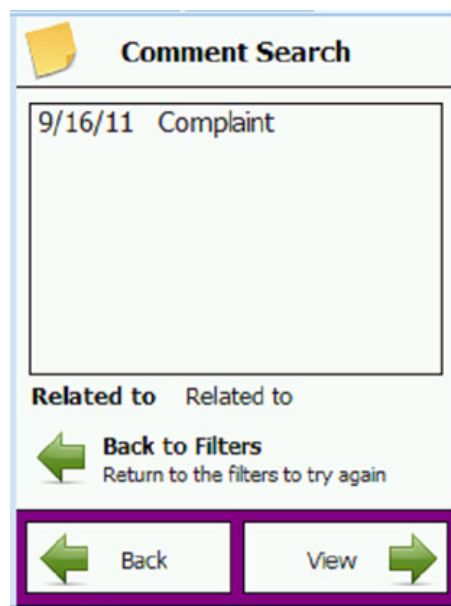 Comment Search
9/16/11 Complaint
Related to Related to
Back to Filters
Return to the filters to try again
Back View